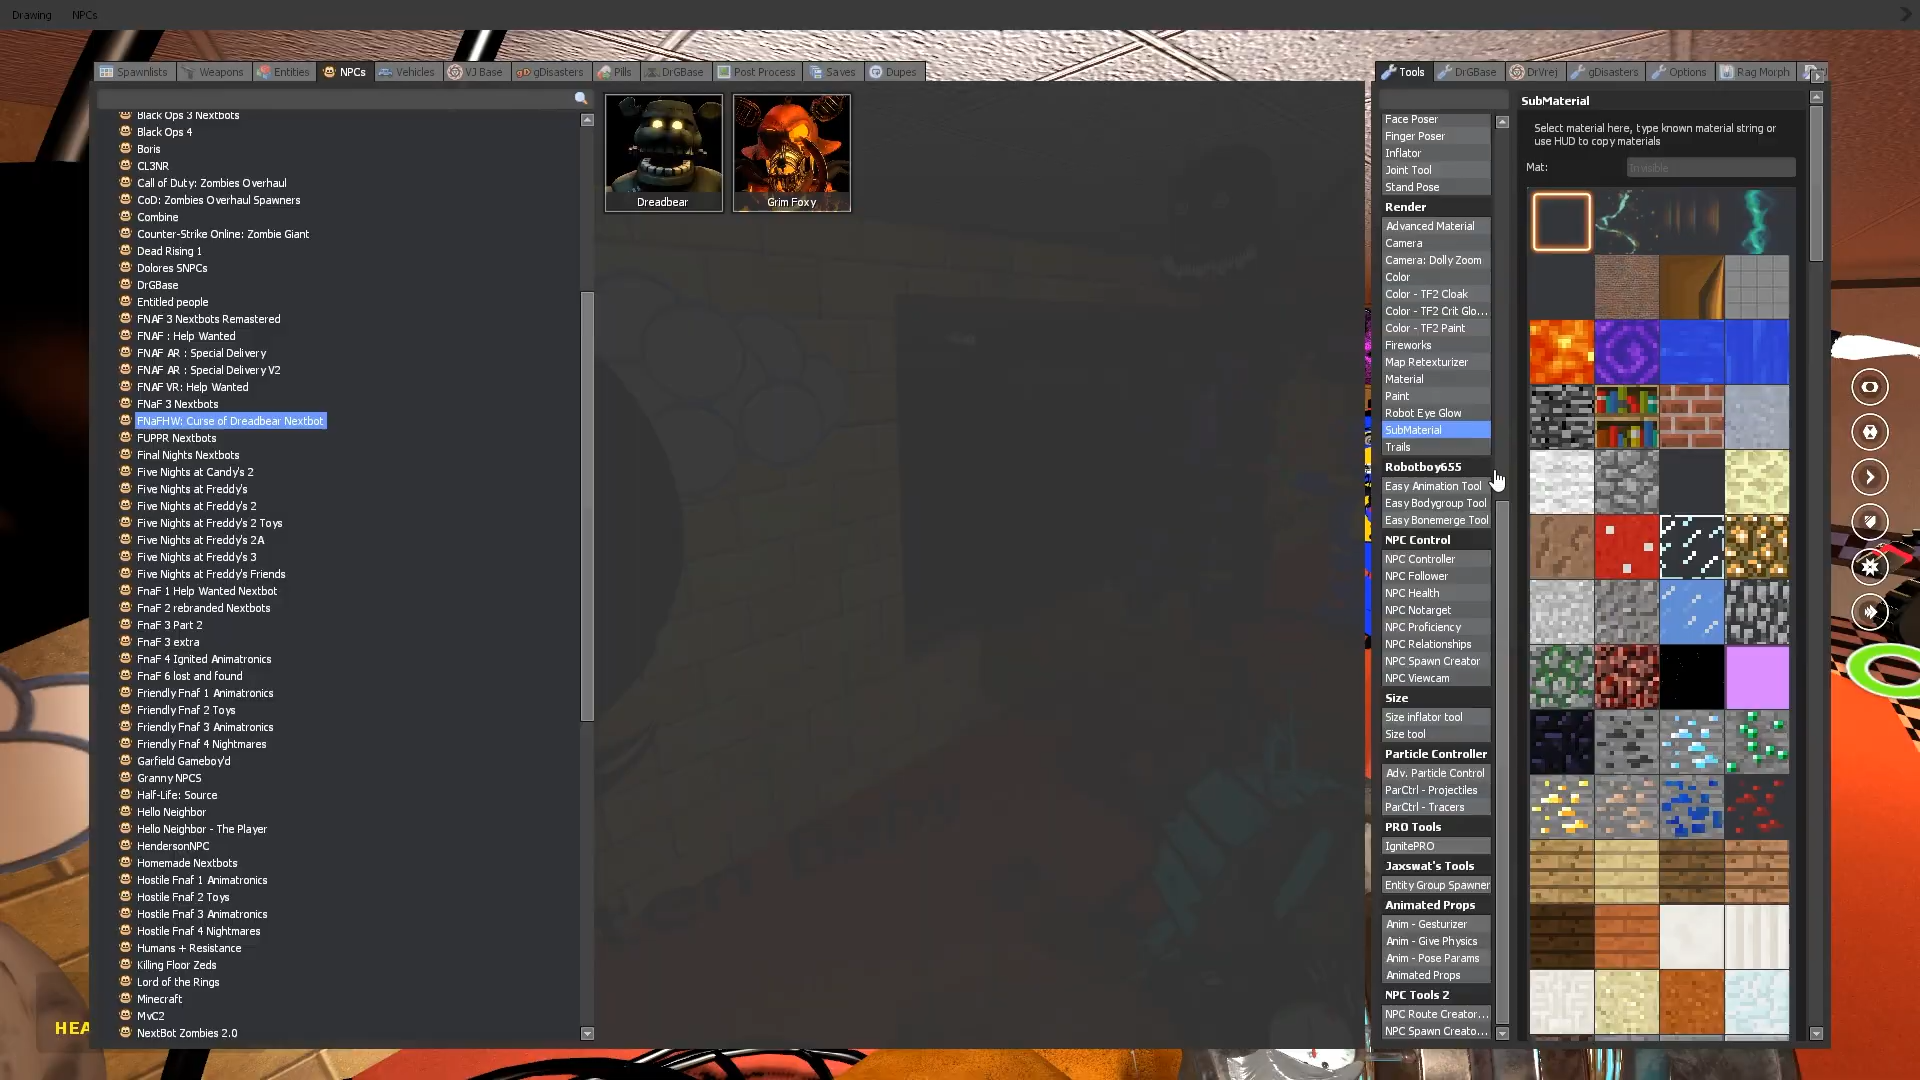 Drawing NPCs
Spawnlists Weapons Entities NPCs Vehicles VJ Base gDisasters Pills DrGBase Post Process Saves Dupes
Black Ops 3 Nextbots
Black Ops 4
Boris
CL3NR
Call of Duty: Zombies Overhaul
CoD: Zombies Overhaul Spawners
Combine
Counter-Strike Online: Zombie Giant
Dead Rising 1
Dolores SNPCs
DrGBase
Entitled people
FNAF 3 Nextbots Remastered
FNAF : Help Wanted
FNAF AR : Special Delivery
FNAF AR : Special Delivery V2
FNAF VR: Help Wanted
FNaF 3 Nextbots
FNaFHW: Curse of Dreadbear Nextbot
FUPPR Nextbots
Final Nights Nextbots
Five Nights at Candy's 2
Five Nights at Freddy's
Five Nights at Freddy's 2
Five Nights at Freddy's 2 Toys
Five Nights at Freddy's 2A
Five Nights at Freddy's 3
Five Nights at Freddy's Friends
FnaF 1 Help Wanted Nextbot
FnaF 2 rebranded Nextbots
FnaF 3 Part 2
FnaF 3 extra
FnaF 4 Ignited Animatronics
FnaF 6 lost and found
Friendly Fnaf 1 Animatronics
Friendly Fnaf 2 Toys
Friendly Fnaf 3 Animatronics
Friendly Fnaf 4 Nightmares
Garfield Gameboy'd
Granny NPCS
Half-Life: Source
Hello Neighbor
Hello Neighbor - The Player
HendersonNPC
Homemade Nextbots
Hostile Fnaf 1 Animatronics
Hostile Fnaf 2 Toys
Hostile Fnaf 3 Animatronics
Hostile Fnaf 4 Nightmares
Humans + Resistance
Killing Floor Zeds
Lord of the Rings
Minecraft
MvC2
NextBot Zombies 2.0
HEA
Dreadbear
Grim Foxy
Tools DrGBase DrVrej gDisasters Options Rag Morph
Face Poser
Finger Poser
Inflator
Joint Tool
Stand Pose
Render
Advanced Material
Camera
Camera: Dolly Zoom
Color
Color - TF2 Cloak
Color - TF2 Crit Glo...
Color - TF2 Paint
Fireworks
Map Retexturizer
Material
Paint
Robot Eye Glow
SubMaterial
Trails
Robotboy655
Easy Animation Tool
Easy Bodygroup Tool
Easy Bonemerge Tool
NPC Control
NPC Controller
NPC Follower
NPC Health
NPC Notarget
NPC Proficiency
NPC Relationships
NPC Spawn Creator
NPC Viewcam
Size
Size inflator tool
Size tool
Particle Controller
Adv. Particle Control
ParCtrl - Projectiles
ParCtrl - Tracers
PRO Tools
IgnitePRO
Jaxswat's Tools
Entity Group Spawner
Animated Props
Anim - Gesturizer
Anim - Give Physics
Anim - Pose Params
Animated Props
NPC Tools 2
NPC Route Creator...
NPC Spawn Creato...
SubMaterial
Select material here, type known material string or
use HUD to copy materials
Mat: Invisible